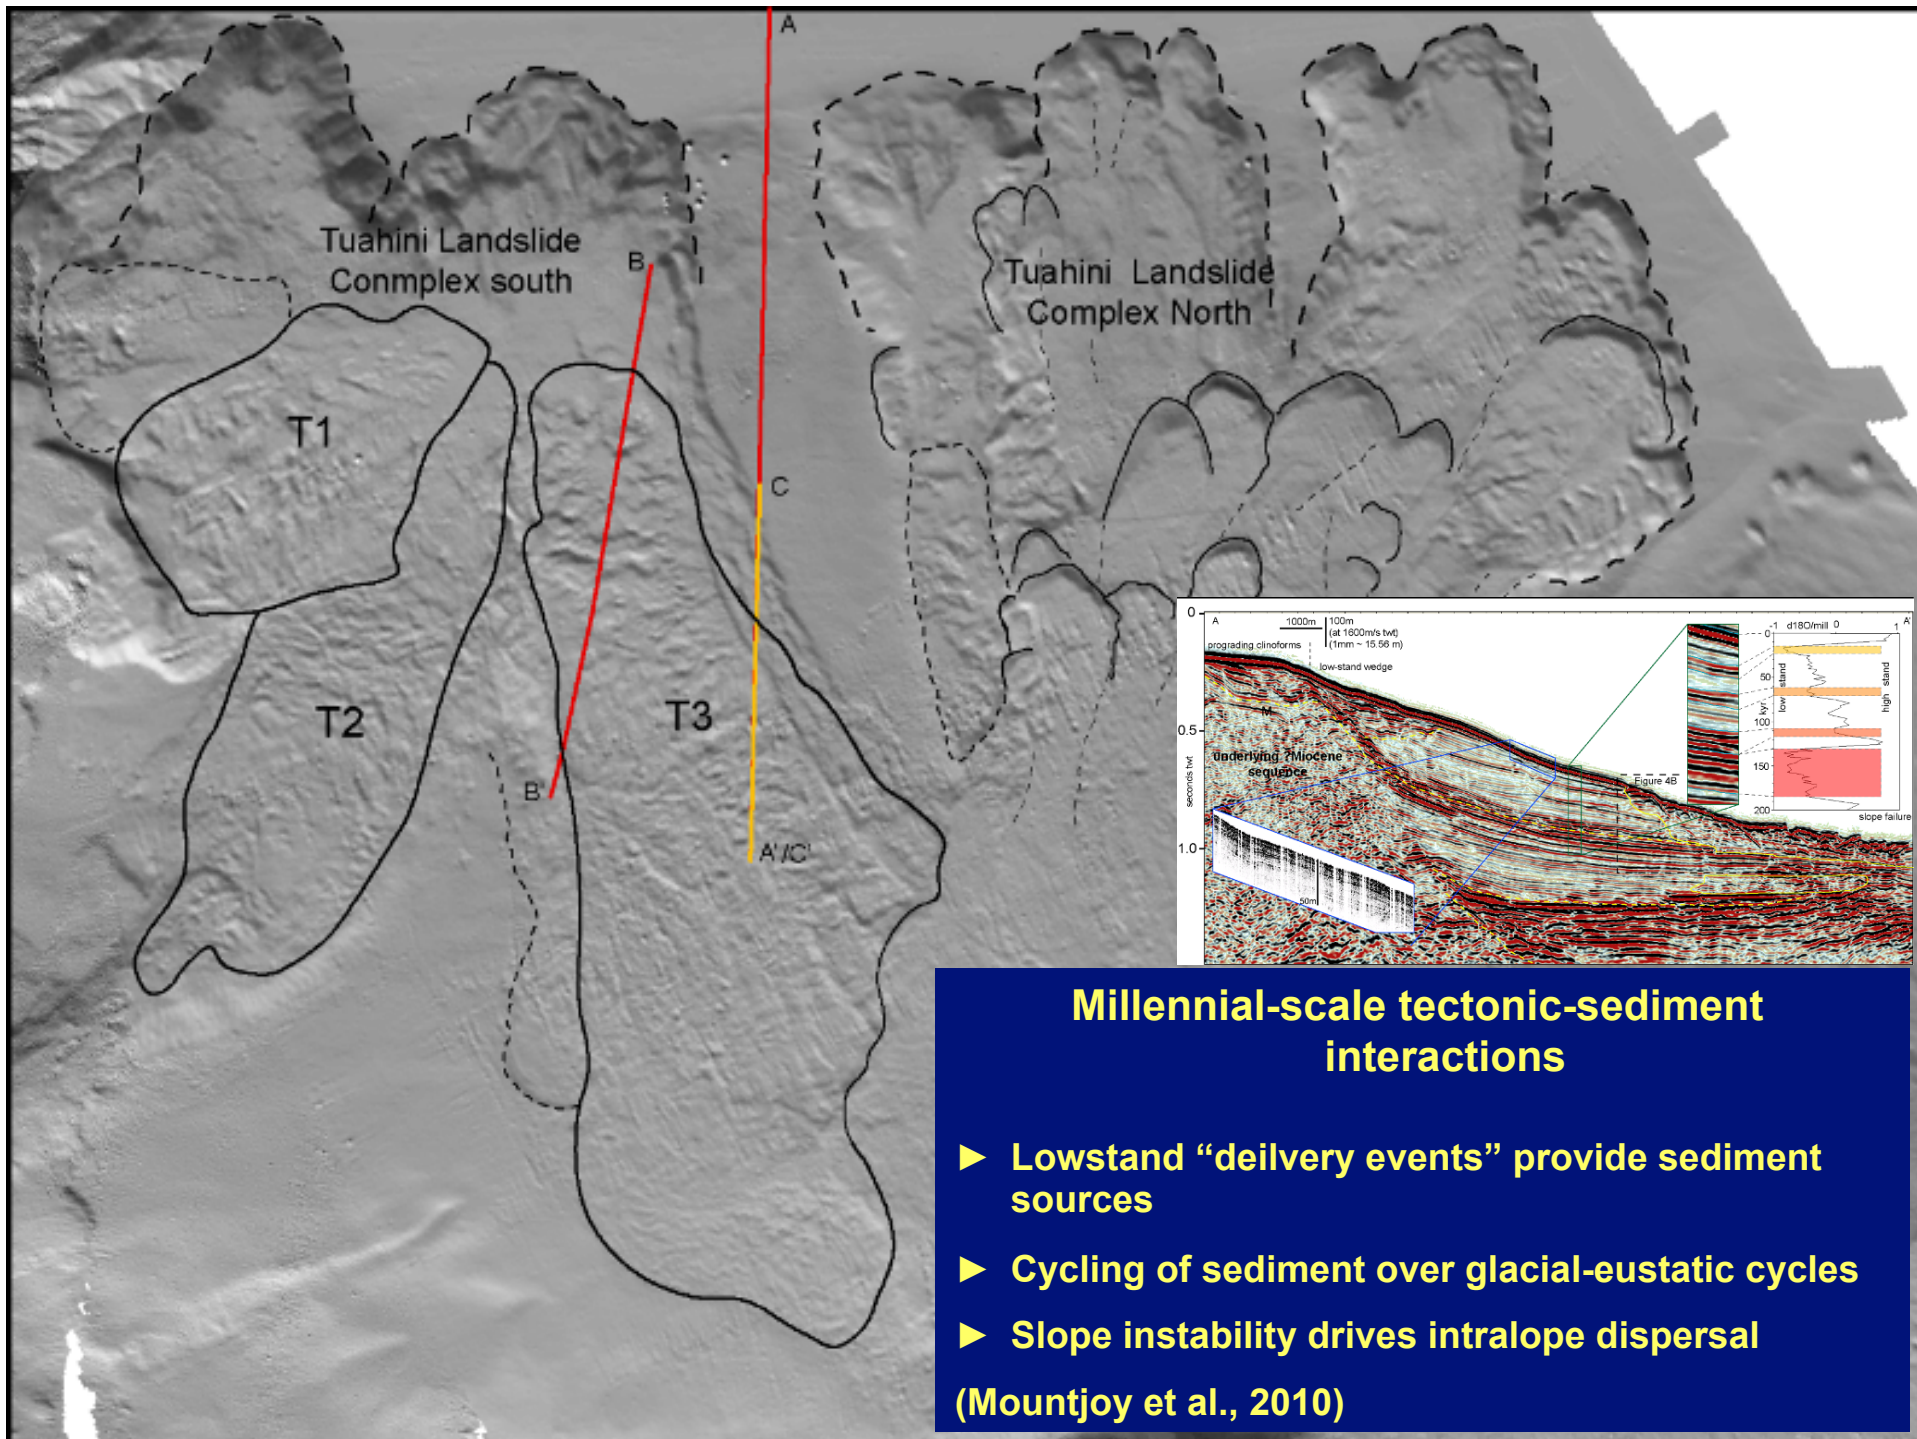 A
Tuahini Landslide
Conmplex south
B
Tuahini Landslide
Complex North
T1
C
T2
T3
B'
A'/C'
0
A
1000m
100m
(at 1600m/s twt)
(1mm ~ 15.56 m)
prograding clinoforms
low-stand wedge
M
0.5
underlying ?Miocene
sequence
seconds twt
Figure 4B
1.0
50m
-1 d18O/mill 0 1
A'
0
50
kyr
100
150
200
low stand
high stand
slope failure
Millennial-scale tectonic-sediment
interactions
► Lowstand “deilvery events” provide sediment
sources
► Cycling of sediment over glacial-eustatic cycles
► Slope instability drives intralope dispersal
(Mountjoy et al., 2010)